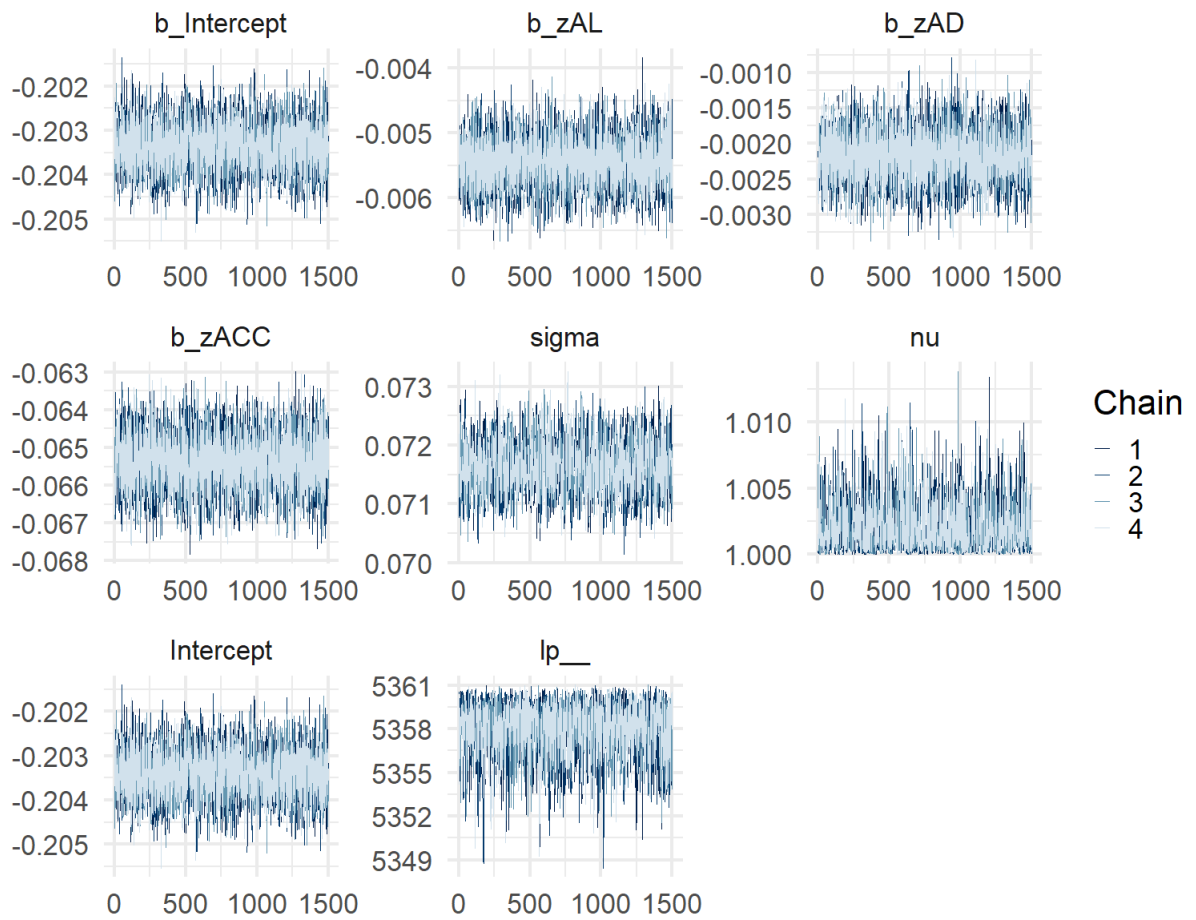 b_Intercept b_zAL b_zAD
-0.202 -0.004 -0.0010
-0.203 -0.005 -0.0015
-0.204 -0.006 -0.0020
-0.205 -0.0025
-0.0030
0 500 1000 1500 0 500 1000 1500 0 500 1000 1500
b_zACC sigma nu
-0.063 0.073 1.010
-0.064 0.072 1.005
-0.065 0.071 1.000
-0.066 0.070
-0.067
-0.068
0 500 1000 1500 0 500 1000 1500 0 500 1000 1500
Chain
1
2
3
4
Intercept lp__
-0.202 5361
-0.203 5358
-0.204 5355
-0.205 5352
5349
0 500 1000 1500 0 500 1000 1500